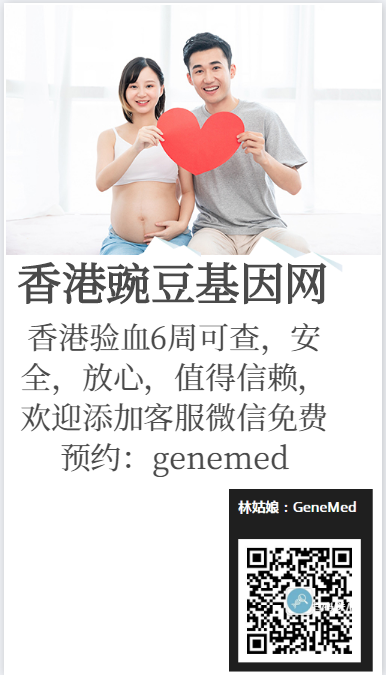 香港豌豆基因网
香港验血6周可查，安
全，放心，值得信赖，
欢迎添加客服微信免费
预约：genemed
林姑娘：GeneMed